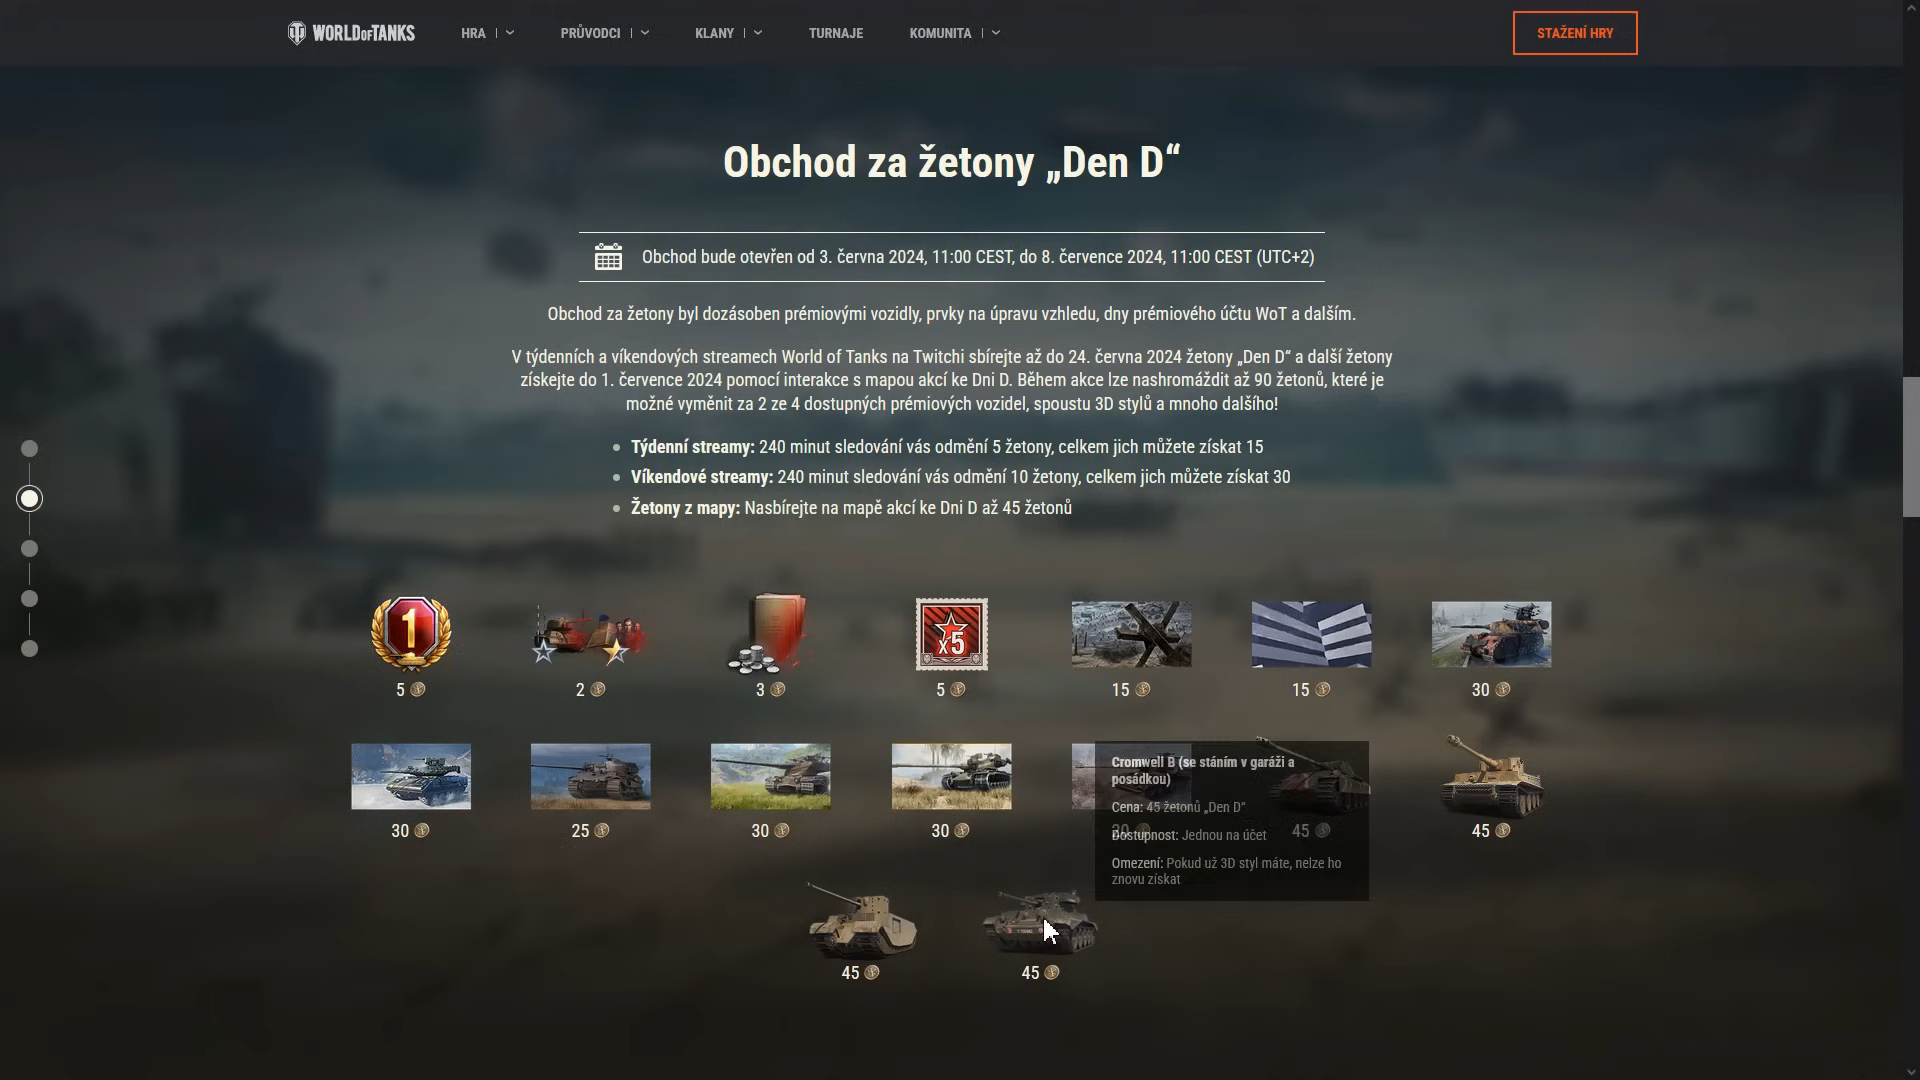 WORLD OF TANKS
HRA
PRŮVODCI
KLANY
TURNAJE
KOMUNITA
STAŽENÍ HRY
Obchod za žetony „Den D“
Obchod bude otevřen od 3. června 2024, 11:00 CEST, do 8. července 2024, 11:00 CEST (UTC+2)
Obchod za žetony byl dozásoben prémiovými vozidly, prvky na úpravu vzhledu, dny prémiového účtu WoT a dalším.
V týdenních a víkendových streamech World of Tanks na Twitchi sbírejte až do 24. června 2024 žetony „Den D“ a další žetony
získejte do 1. července 2024 pomocí interakce s mapou akcí ke Dni D. Během akce lze nashromáždit až 90 žetonů, které je
možné vyměnit za 2 ze 4 dostupných prémiových vozidel, spoustu 3D stylů a mnoho dalšího!
Týdenní streamy: 240 minut sledování vás odmění 5 žetony, celkem jich můžete získat 15
Víkendové streamy: 240 minut sledování vás odmění 10 žetony, celkem jich můžete získat 30
Žetony z mapy: Nasbírejte na mapě akcí ke Dni D až 45 žetonů
1
x5
5
2
3
5
15
15
30
30
25
30
30
30
45
45
Cromwell B (se stáním v garáži a
posádkou)
Cena: 45 žetonů „Den D“
Dostupnost: Jednou na účet
Omezení: Pokud už 3D styl máte, nelze ho
znovu získat
45
45